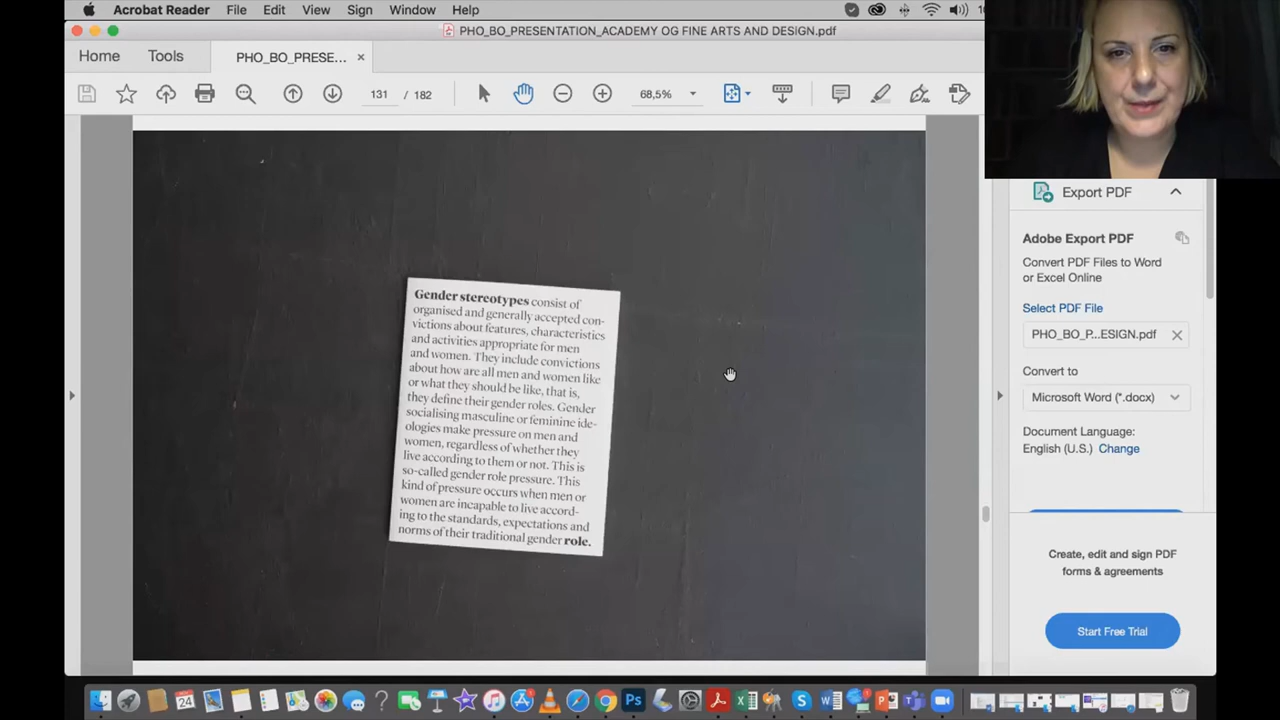 Acrobat Reader File Edit View Sign Window Help
PHO_BO_PRESENTATION_ACADEMY OG FINE ARTS AND DESIGN.pdf
Home Tools PHO_BO_PRESE...
131 / 182 68,5%
Gender stereotypes consist of
organised and generally accepted con-
victions about features, characteristics
and activities appropriate for men
and women. They include convictions
about how are all men and women like
or what they should be like, that is,
they define their gender roles. Gender
socialising masculine or feminine ide-
ologies make pressure on men and
women, regardless of whether they
live according to them or not. This is
so-called gender role pressure. This
kind of pressure occurs when men or
women are incapable to live accord-
ing to the standards, expectations and
norms of their traditional gender role.
Export PDF
Adobe Export PDF
Convert PDF Files to Word
or Excel Online
Select PDF File
PHO_BO_P...ESIGN.pdf
Convert to
Microsoft Word (*.docx)
Document Language:
English (U.S.) Change
Create, edit and sign PDF
forms & agreements
Start Free Trial
24